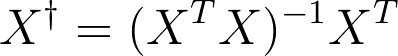 X^† = (X^T X)^{-1} X^T